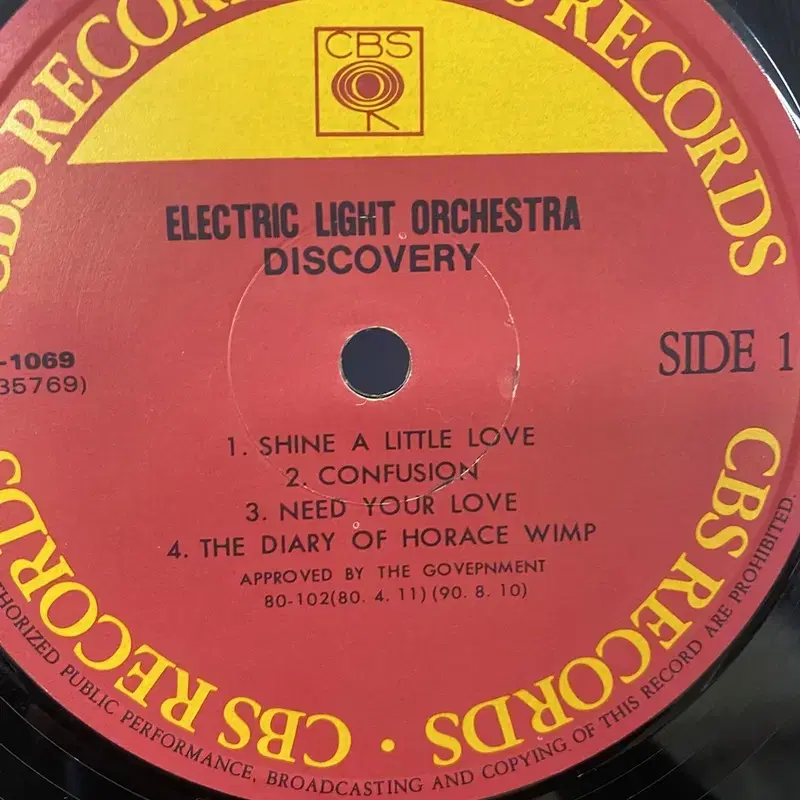 CBS RECORDS
RECORDS
CBS
ELECTRIC LIGHT ORCHESTRA
DISCOVERY
-1069
35769)
SIDE 1
1. SHINE A LITTLE LOVE
2. CONFUSION
3. NEED YOUR LOVE
4. THE DIARY OF HORACE WIMP
APPROVED BY THE GOVEPNMENT
80-102(80. 4. 11) (90. 8. 10)
CBS RECORDS · CBS RECORDS
PUBLIC PERFORMANCE, BROADCASTING AND COPYING OF THIS RECORD ARE PROHIBITED.